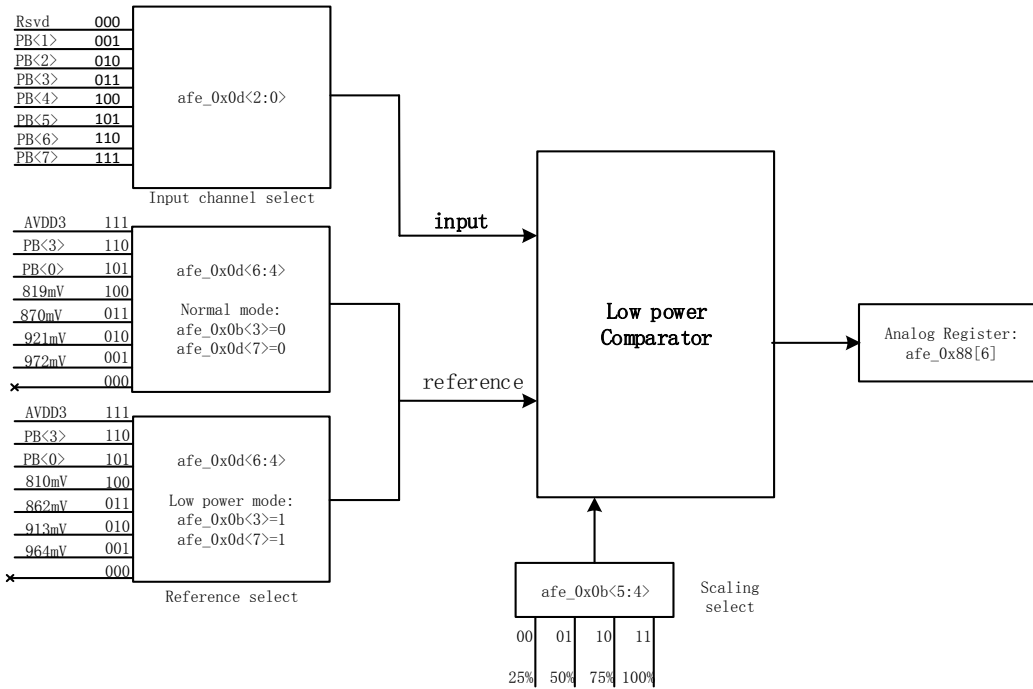 Rsvd 000
PB<1> 001
PB<2> 010
PB<3> 011
PB<4> 100
PB<5> 101
PB<6> 110
PB<7> 111
afe_0x0d<2:0>
Input channel select
AVDD3 111
PB<3> 110
PB<0> 101
819mV 100
870mV 011
921mV 010
972mV 001
000
afe_0x0d<6:4>
Normal mode:
afe_0x0b<3>=0
afe_0x0d<7>=0
AVDD3 111
PB<3> 110
PB<0> 101
810mV 100
862mV 011
913mV 010
964mV 001
000
afe_0x0d<6:4>
Low power mode:
afe_0x0b<3>=1
afe_0x0d<7>=1
Reference select
input
reference
Low power
Comparator
Analog Register:
afe_0x88[6]
afe_0x0b<5:4>
Scaling
select
00 01 10 11
25% 50% 75% 100%